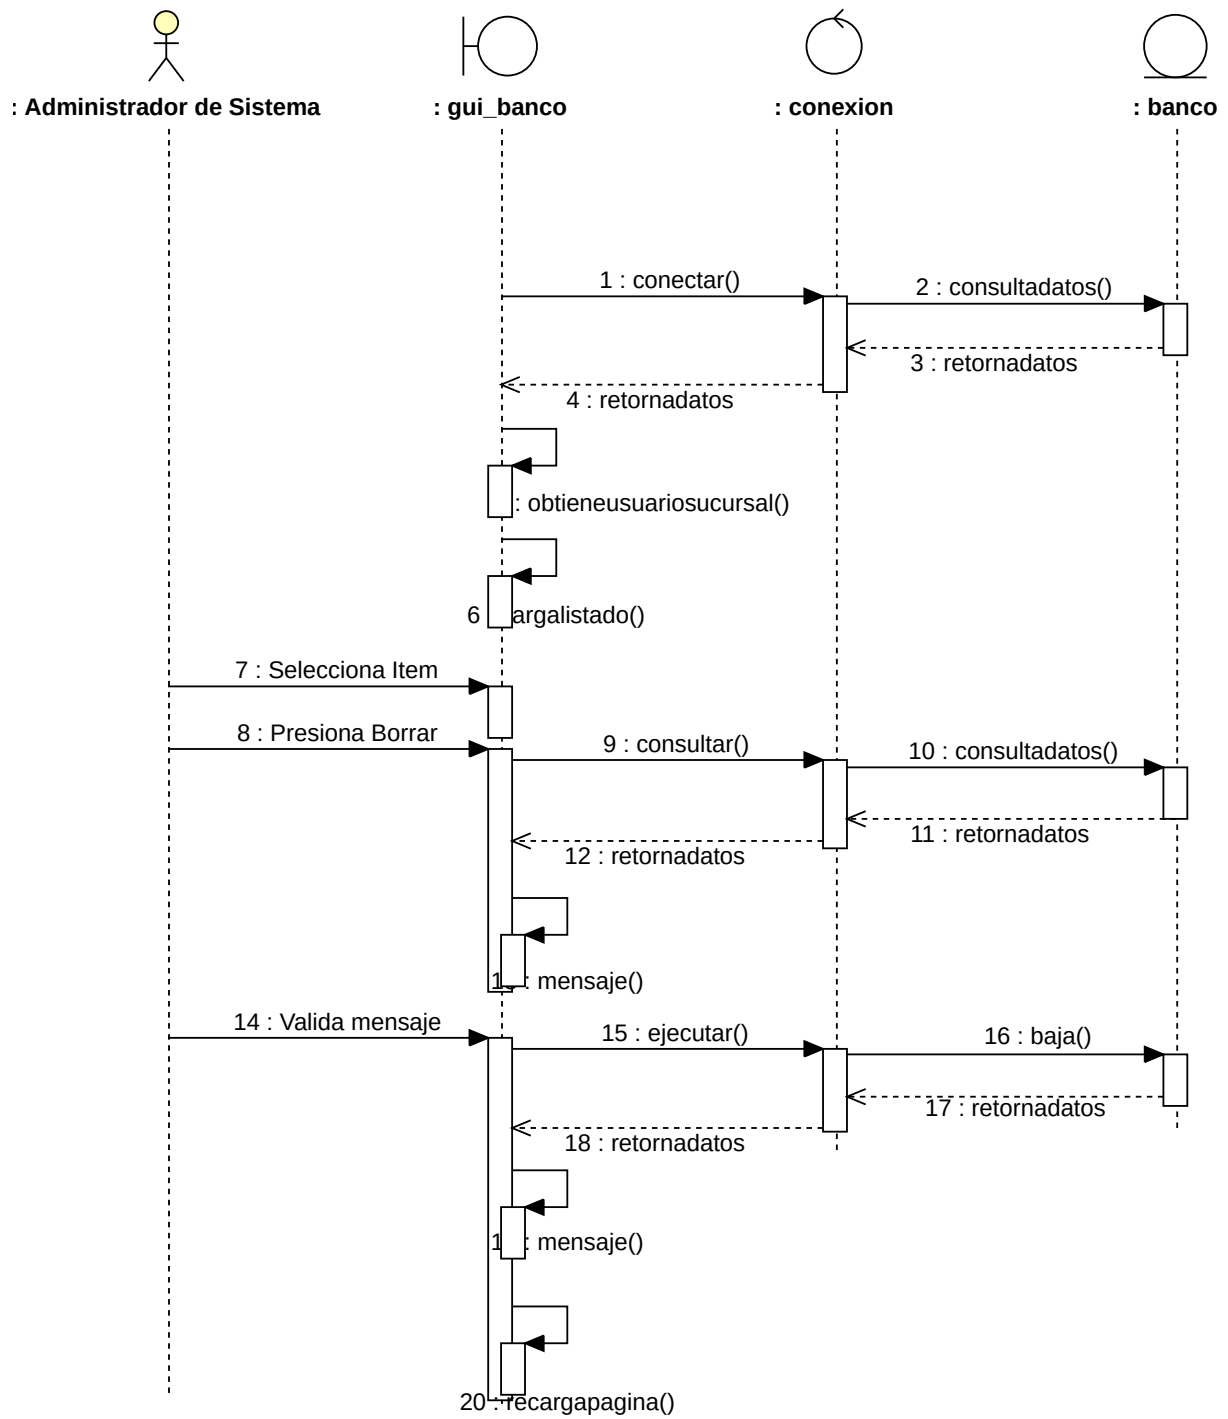 : Administrador de Sistema
: gui_banco
: conexion
: banco
1 : conectar()
2 : consultadatos()
3 : retornadatos
4 : retornadatos
: obtieneusuariosucursal()
6 argalistado()
7 : Selecciona Item
8 : Presiona Borrar
9 : consultar()
10 : consultadatos()
11 : retornadatos
12 : retornadatos
: mensaje()
14 : Valida mensaje
15 : ejecutar()
16 : baja()
17 : retornadatos
18 : retornadatos
: mensaje()
20 : recargapagina()